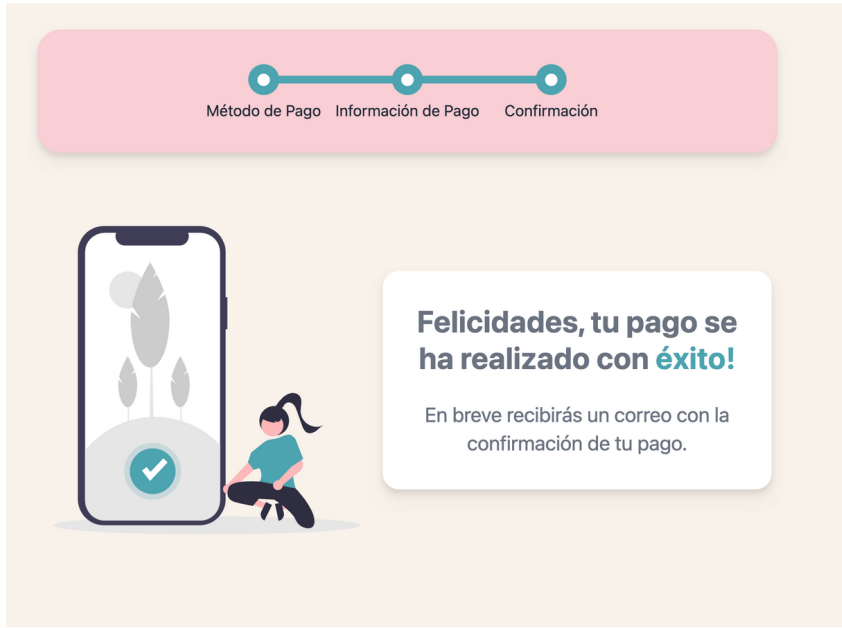 Método de Pago
Información de Pago
Confirmación
Felicidades, tu pago se
ha realizado con éxito!
En breve recibirás un correo con la
confirmación de tu pago.